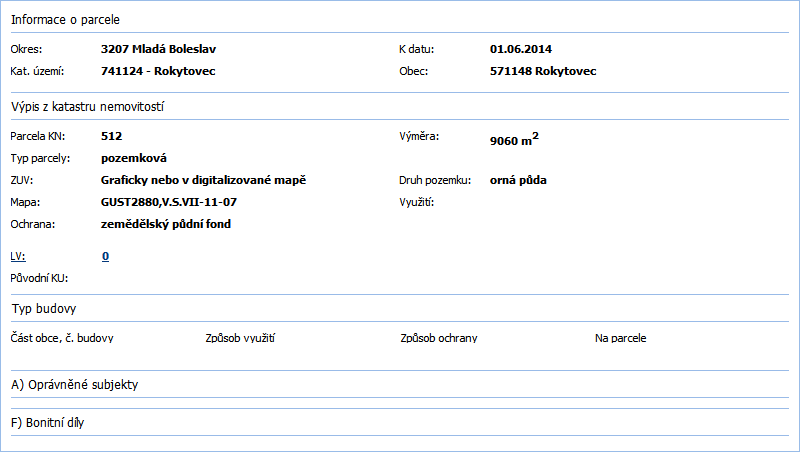 Informace o parcele
Okres: 3207 Mladá Boleslav K datu: 01.06.2014
Kat. území: 741124 - Rokytovec Obec: 571148 Rokytovec
Výpis z katastru nemovitostí
Parcela KN: 512 Výměra: 9060 m²
Typ parcely: pozemková
ZUV: Graficky nebo v digitalizované mapě Druh pozemku: orná půda
Mapa: GUST2880,V.S.VII-11-07 Využití:
Ochrana: zemědělský půdní fond
LV: 0
Původní KU:
Typ budovy
Část obce, č. budovy Způsob využití Způsob ochrany Na parcele
A) Oprávněné subjekty
F) Bonitní díly